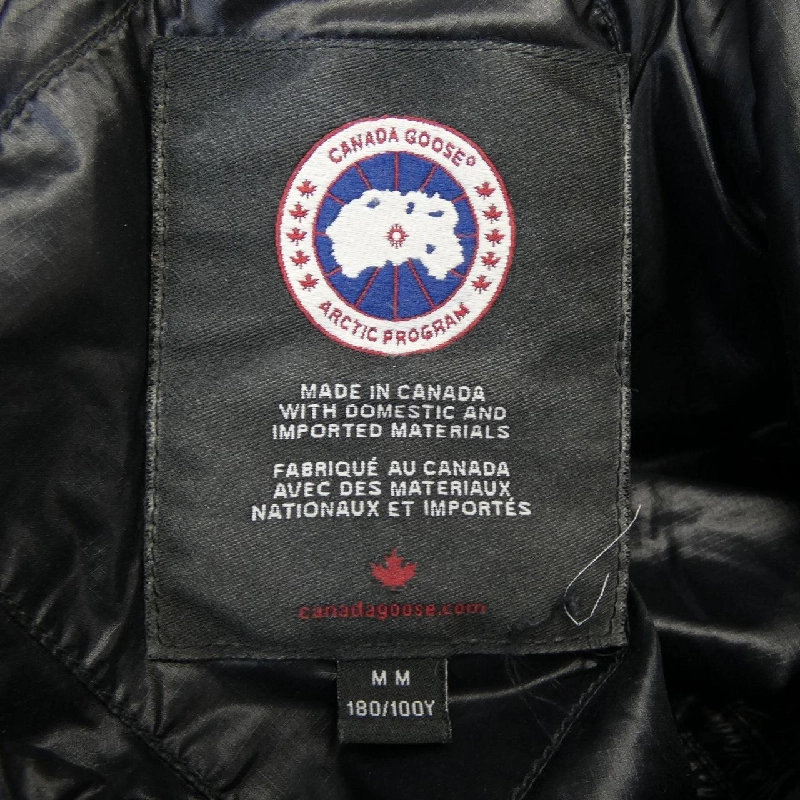 CANADA GOOSE®
ARCTIC PROGRAM
MADE IN CANADA
WITH DOMESTIC AND
IMPORTED MATERIALS
FABRIQUÉ AU CANADA
AVEC DES MATERIAUX
NATIONAUX ET IMPORTÉS
canadagoose.com
M M
180/100Y